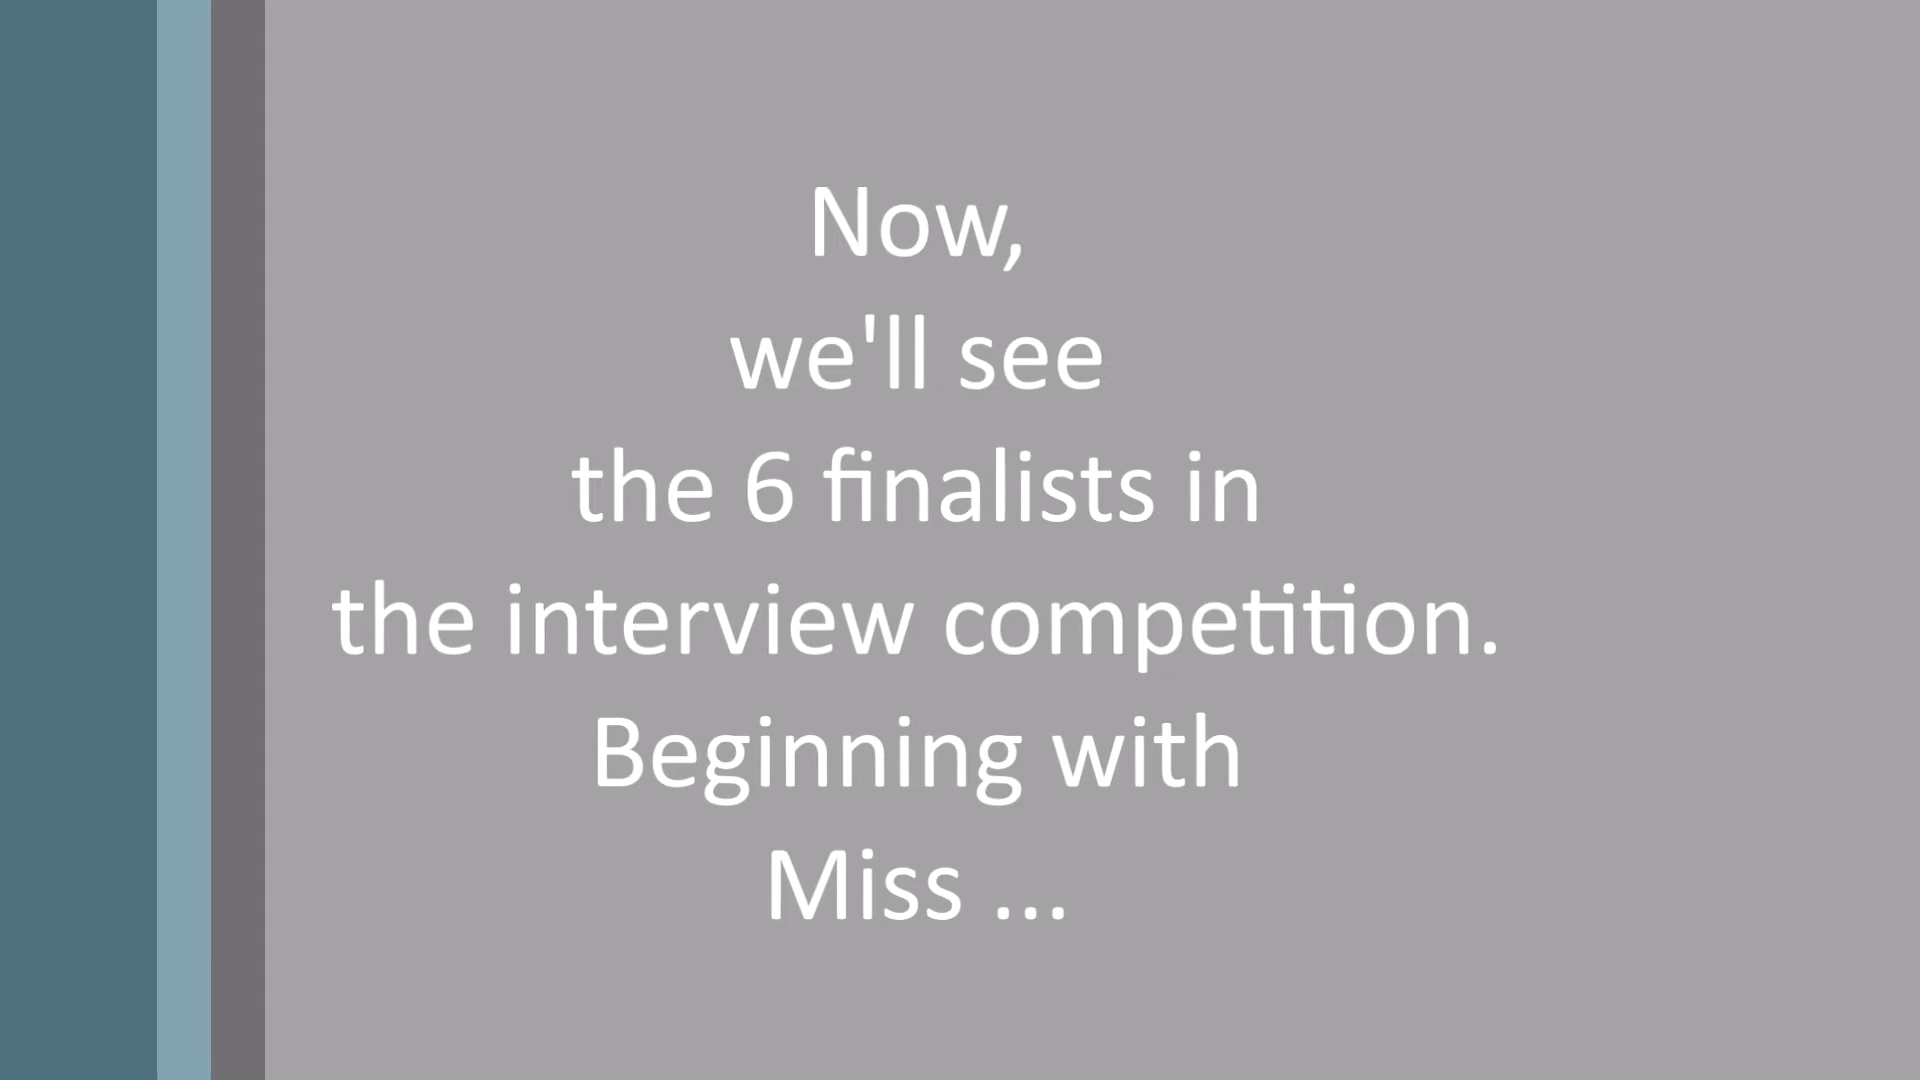 Now,
we'll see
the 6 finalists in
the interview competition.
Beginning with
Miss ...